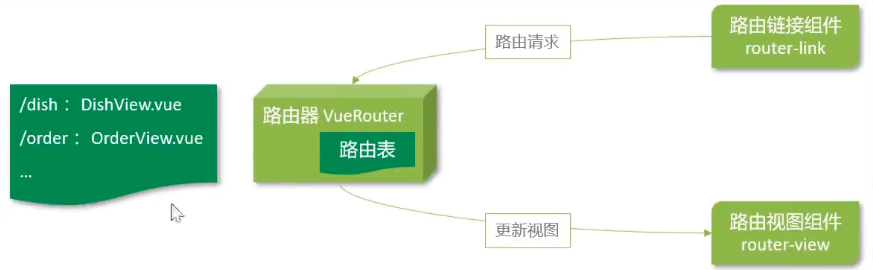 路由链接组件
router-link
路由请求
/dish： DishView.vue
/order： OrderView.vue
...
路由器 VueRouter
路由表
更新视图
路由视图组件
router-view